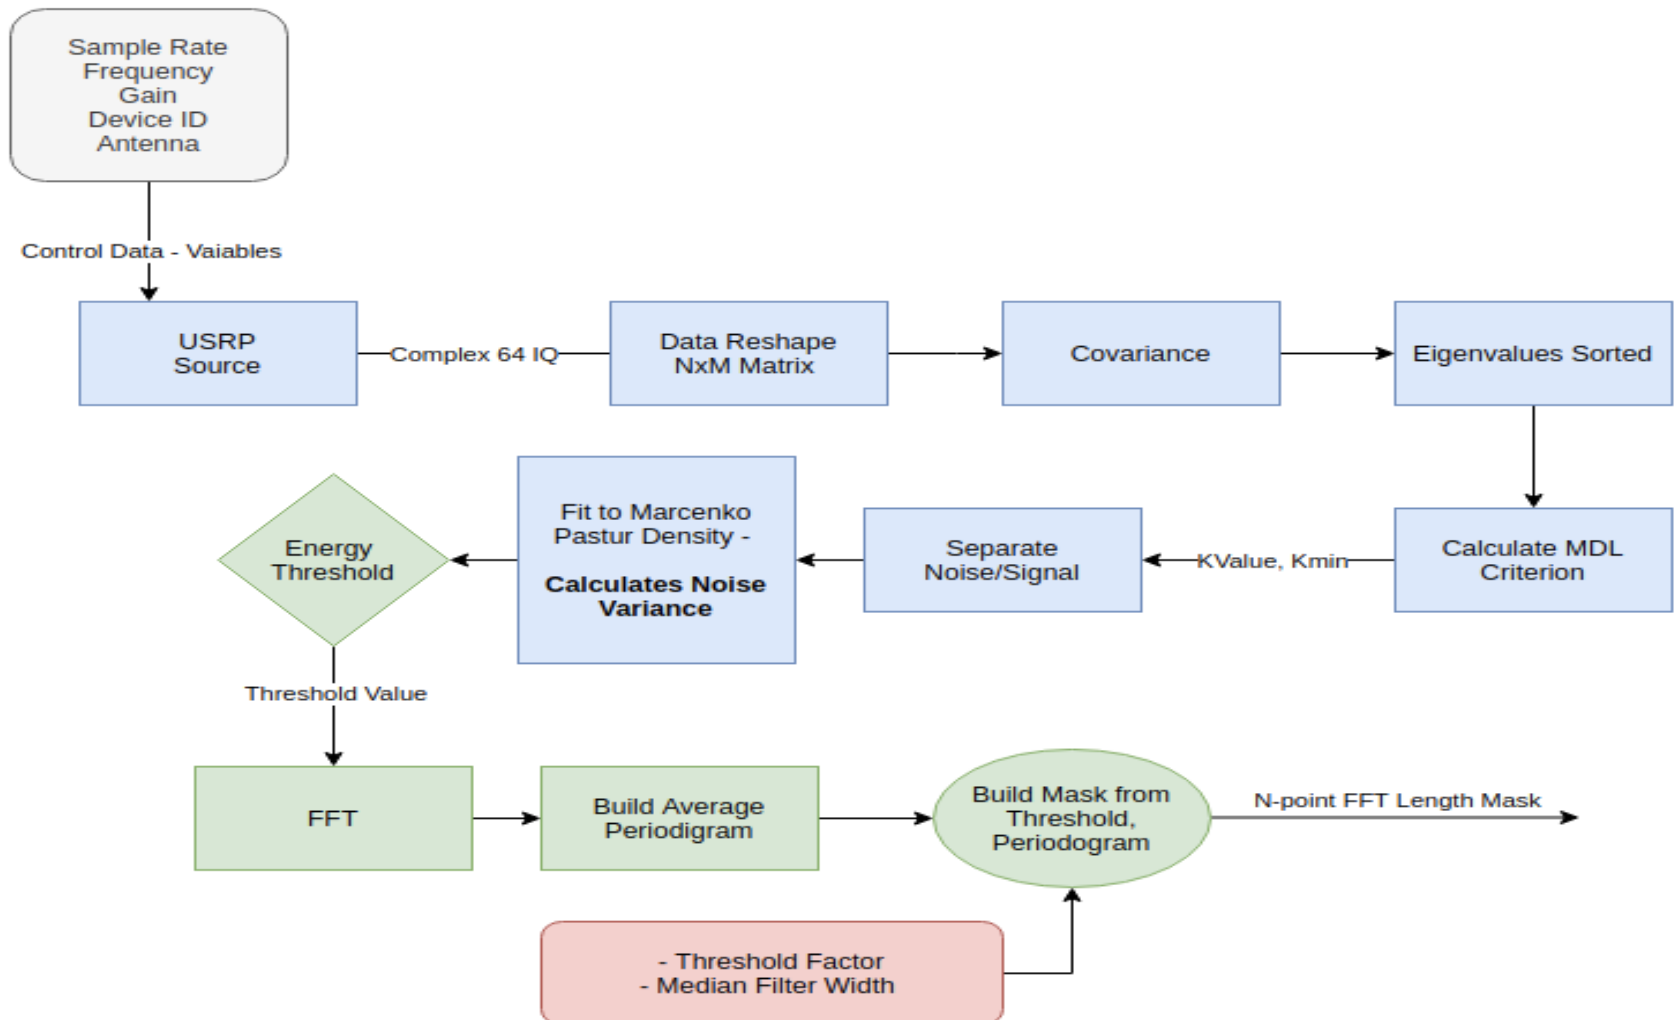 Sample Rate
Frequency
Gain
Device ID
Antenna
Control Data - Vaiables
USRP
Source
Complex 64 IQ
Data Reshape
NxM Matrix
Covariance
Eigenvalues Sorted
Calculate MDL
Criterion
KValue, Kmin
Separate
Noise/Signal
Fit to Marcenko
Pastur Density -
Calculates Noise
Variance
Energy
Threshold
Threshold Value
FFT
Build Average
Periodigram
Build Mask from
Threshold,
Periodogram
N-point FFT Length Mask
- Threshold Factor
- Median Filter Width